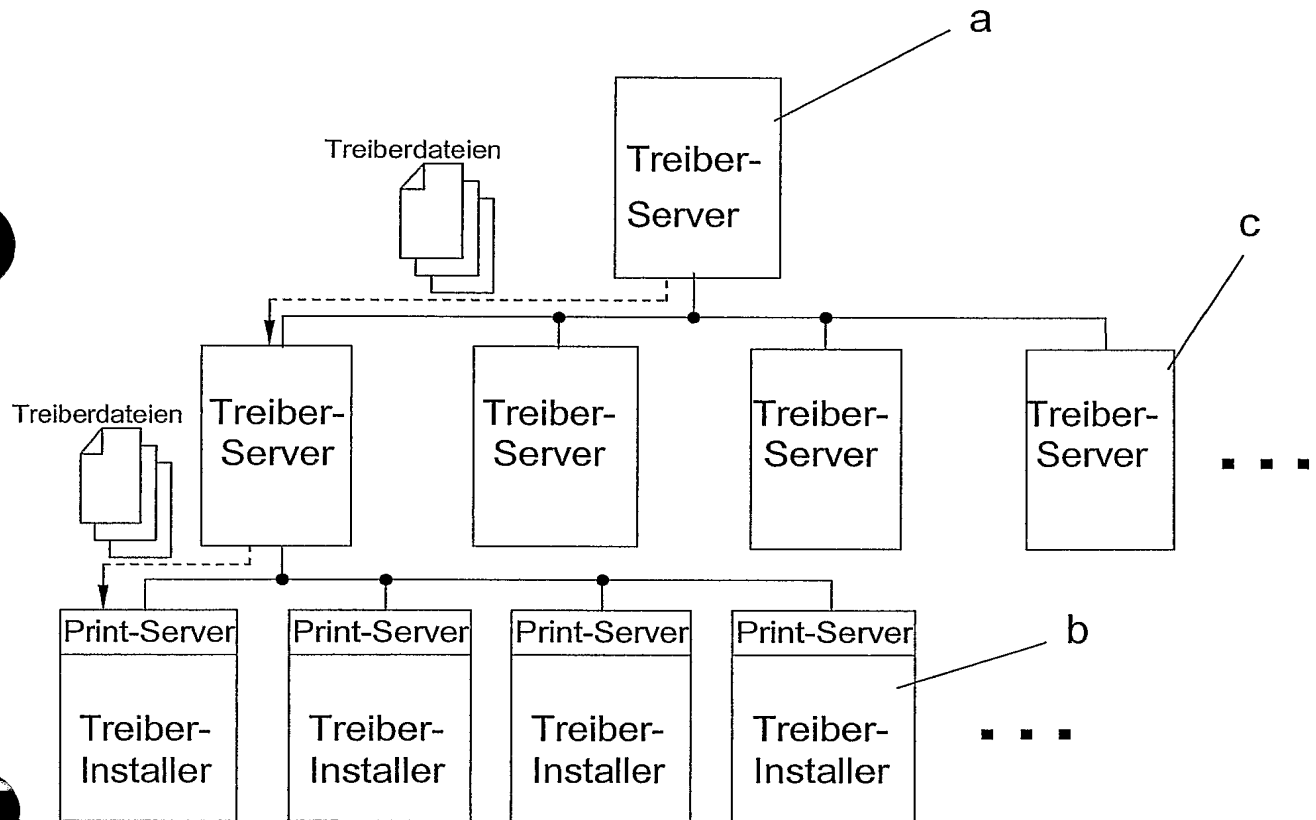 a
Treiberdateien
Treiber-
Server
c
Treiberdateien
Treiber-
Server
Treiber-
Server
Treiber-
Server
Treiber-
Server
Print-Server
Print-Server
Print-Server
Print-Server
b
Treiber-
Installer
Treiber-
Installer
Treiber-
Installer
Treiber-
Installer